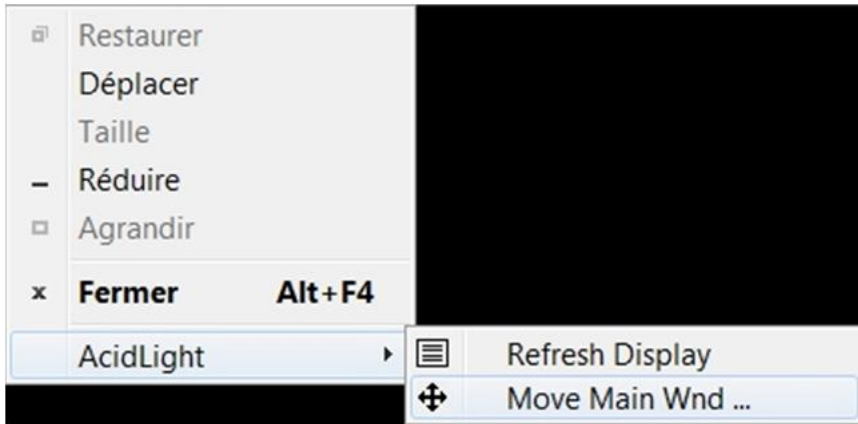 Restaurer
Déplacer
Taille
Réduire
Agrandir
Fermer Alt+F4
AcidLight
Refresh Display
Move Main Wnd ...